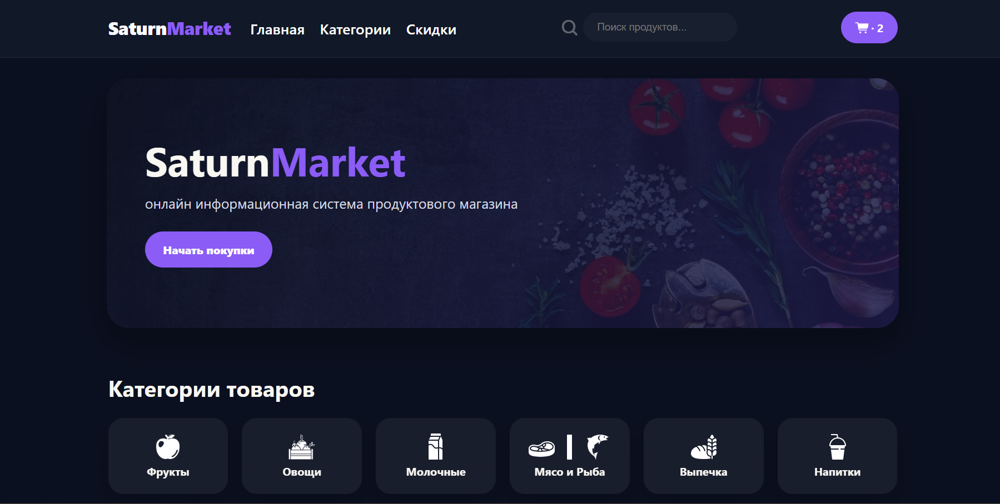 SaturnMarket Главная Категории Скидки Поиск продуктов... · 2
SaturnMarket
онлайн информационная система продуктового магазина
Начать покупки
Категории товаров
Фрукты Овощи Молочные Мясо и Рыба Выпечка Напитки